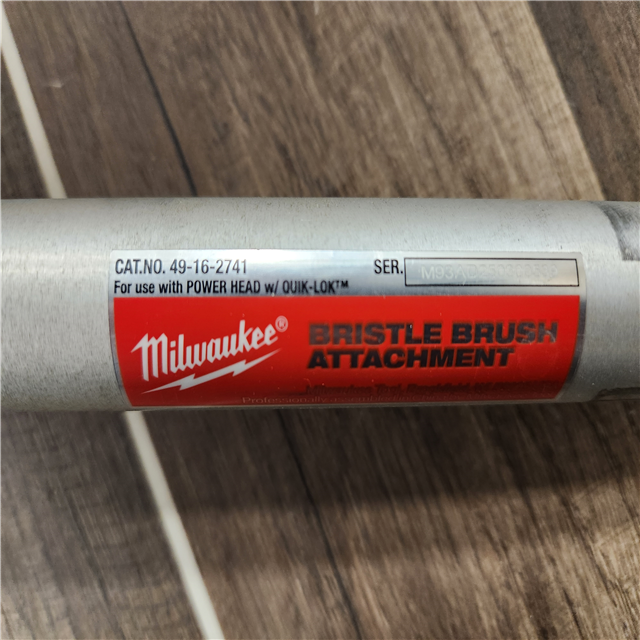 CAT.NO. 49-16-2741 SER.
For use with POWER HEAD w/ QUIK-LOK™
Milwaukee®
BRISTLE BRUSH
ATTACHMENT